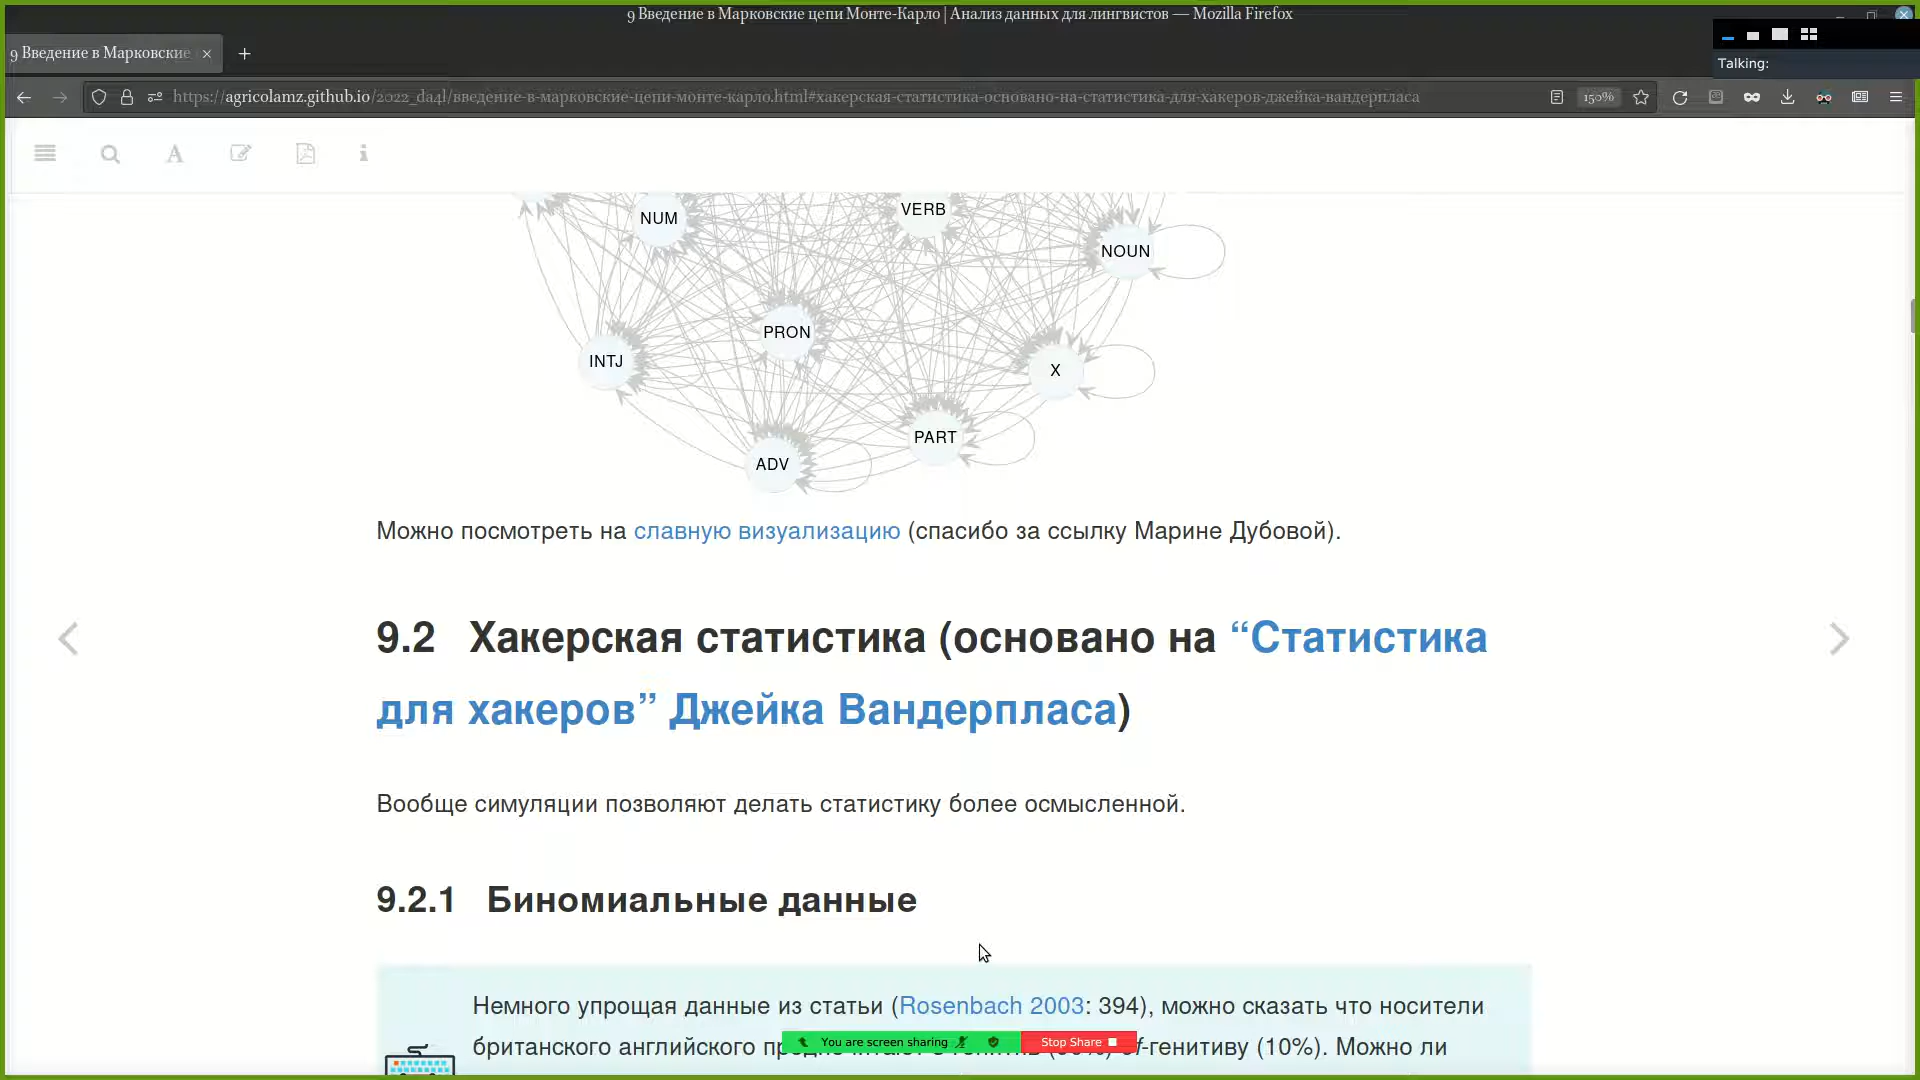 9 Введение в Марковские цепи Монте-Карло | Анализ данных для лингвистов — Mozilla Firefox
9 Введение в Марковские
Talking:
https://agricolamz.github.io/2022_da4l/введение-в-марковские-цепи-монте-карло.html#хакерская-статистика-основано-на-статистика-для-хакеров-джейка-вандерпласа
150%
VERB
NUM
NOUN
PRON
INTJ
X
PART
ADV
Можно посмотреть на славную визуализацию (спасибо за ссылку Марине Дубовой).
9.2 Хакерская статистика (основано на “Статистика
для хакеров” Джейка Вандерпласа)
Вообще симуляции позволяют делать статистику более осмысленной.
9.2.1 Биномиальные данные
Немного упрощая данные из статьи (Rosenbach 2003: 394), можно сказать что носители
британского английского of-генитиву (10%). Можно ли
You are screen sharing
Stop Share